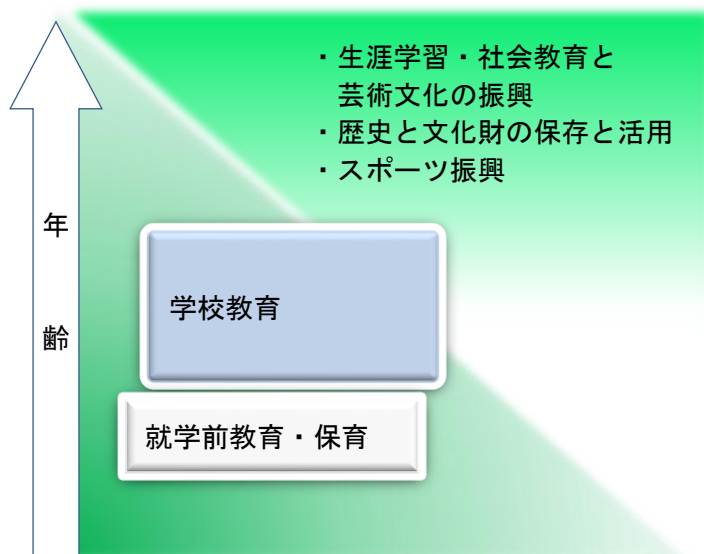 ・生涯学習・社会教育と
芸術文化の振興
・歴史と文化財の保存と活用
・スポーツ振興
年齢
学校教育
就学前教育・保育